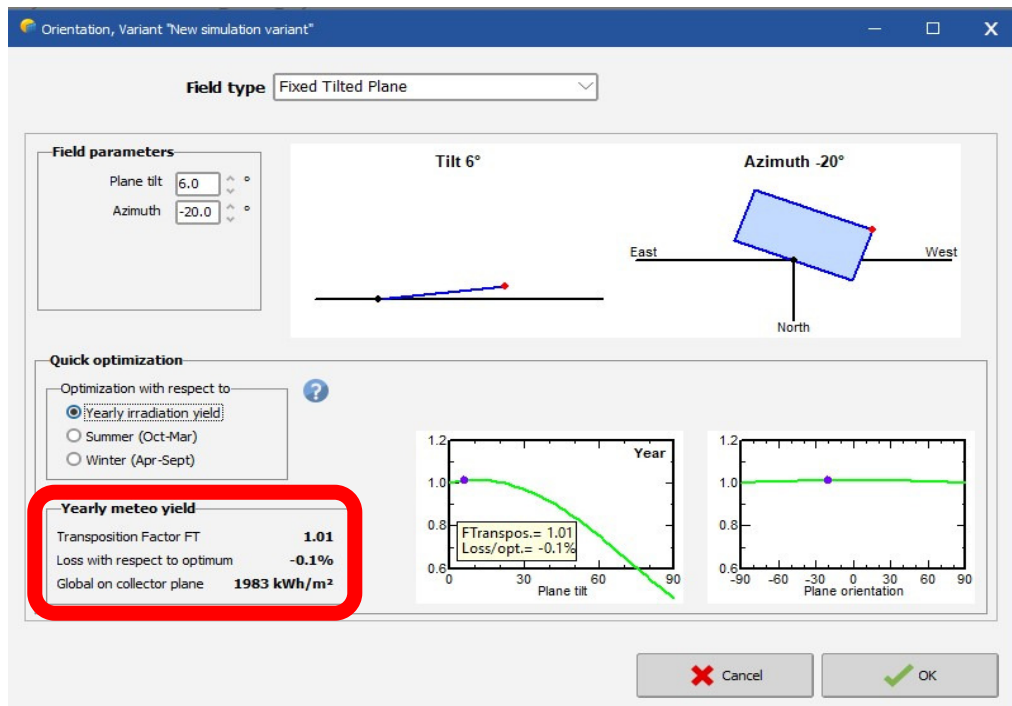 Orientation, Variant "New simulation variant"
Field type Fixed Tilted Plane
Field parameters
Plane tilt 6.0 °
Azimuth -20.0 °
Tilt 6°
Azimuth -20°
East
West
North
Quick optimization
Optimization with respect to
Yearly irradiation yield
Summer (Oct-Mar)
Winter (Apr-Sept)
?
Yearly meteo yield
Transposition Factor FT 1.01
Loss with respect to optimum -0.1%
Global on collector plane 1983 kWh/m²
1.2
Year
1.0
0.8
FTranspos.= 1.01
Loss/opt.= -0.1%
0.6
0 30 60 90
Plane tilt
1.2
1.0
0.8
0.6
-90 -60 -30 0 30 60 90
Plane orientation
Cancel
OK